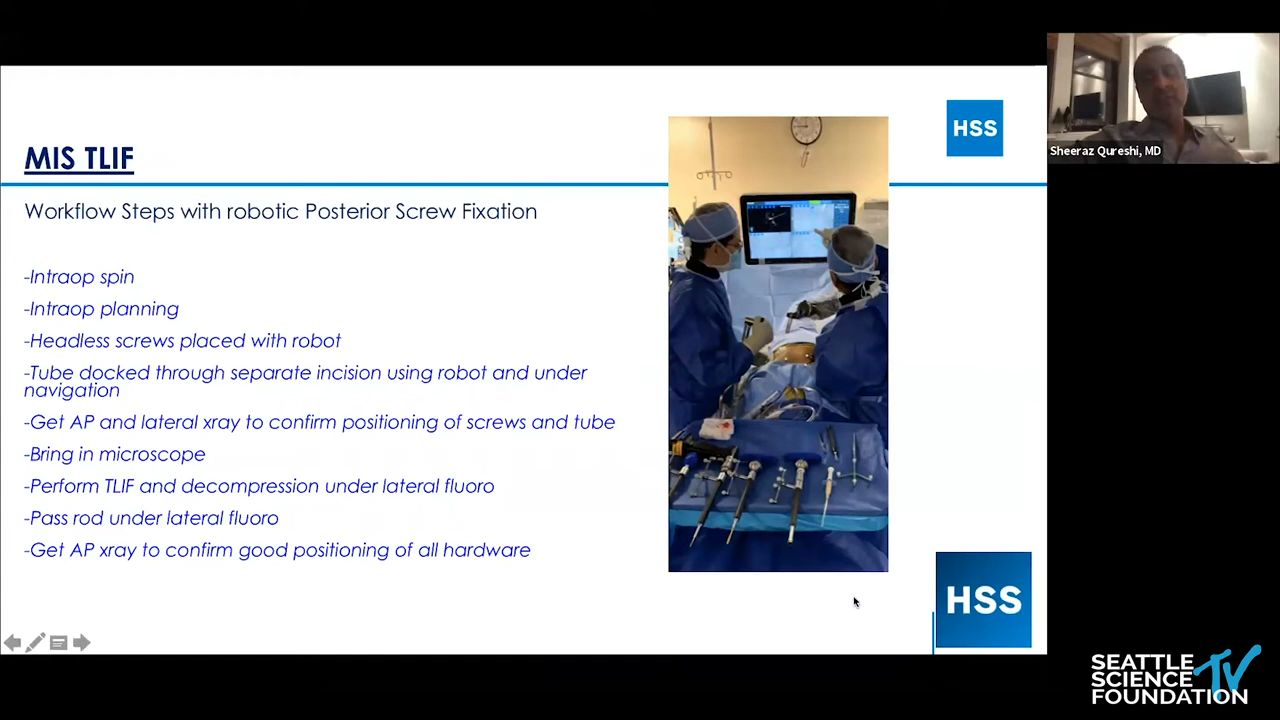 HSS
Sheeraz Qureshi, MD
MIS TLIF
Workflow Steps with robotic Posterior Screw Fixation
-Intraop spin
-Intraop planning
-Headless screws placed with robot
-Tube docked through separate incision using robot and under
navigation
-Get AP and lateral xray to confirm positioning of screws and tube
-Bring in microscope
-Perform TLIF and decompression under lateral fluoro
-Pass rod under lateral fluoro
-Get AP xray to confirm good positioning of all hardware
HSS
SEATTLE
SCIENCE TV
FOUNDATION